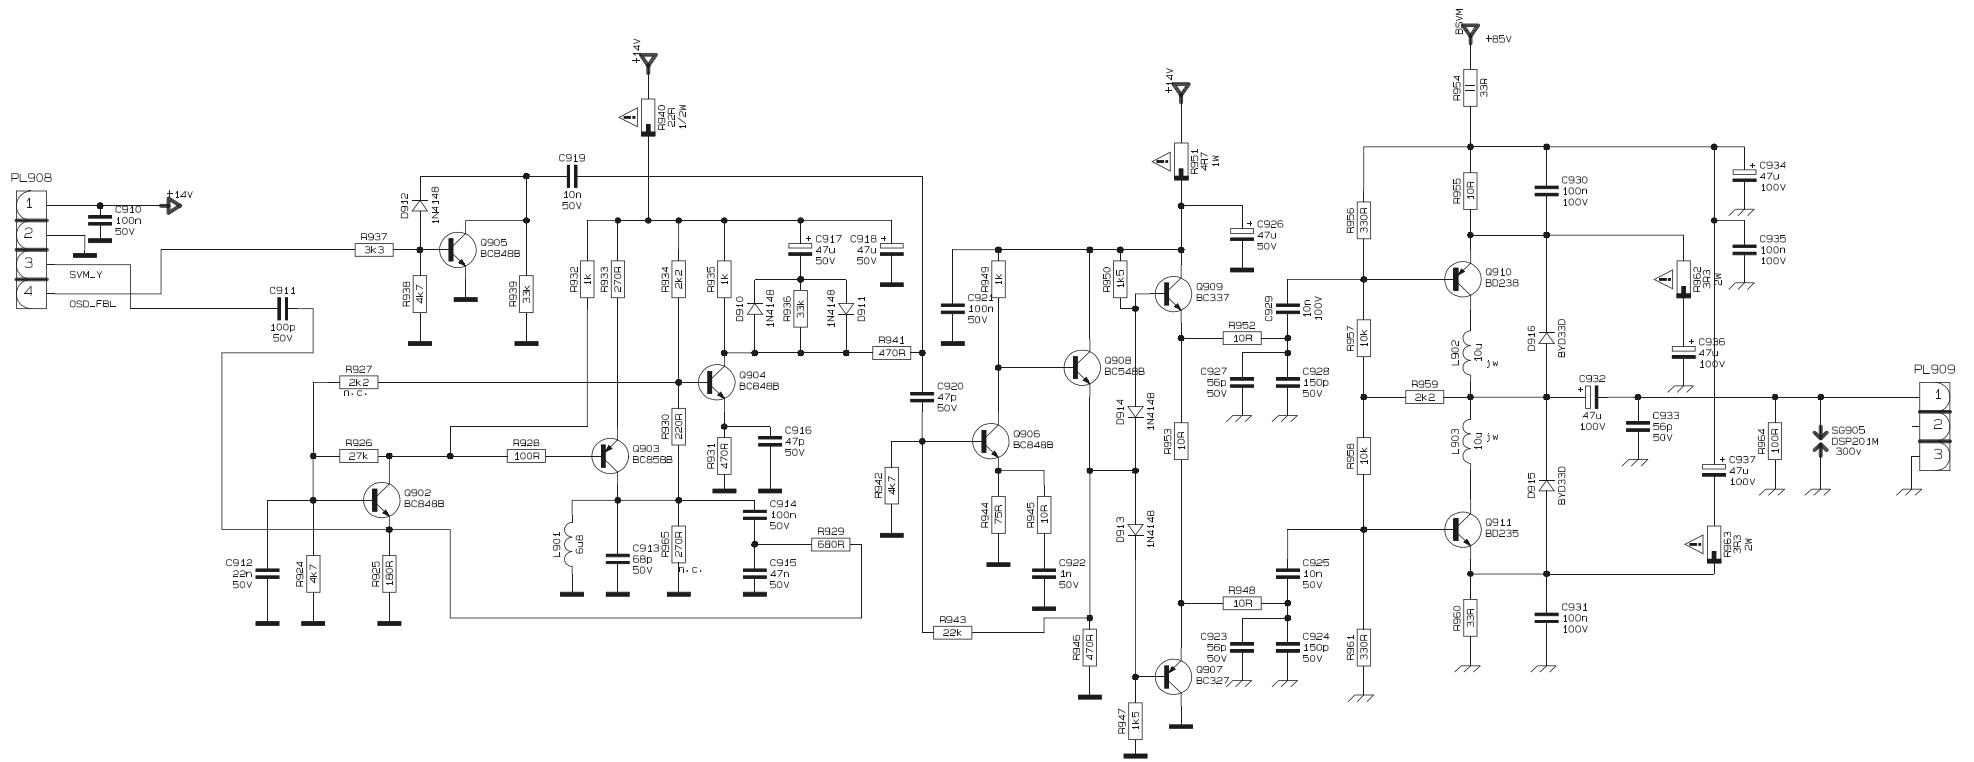 PL908
1
2
3
4
C910
100n
50V
+14V
SVM_Y
OSD_FBL
C911
100p
50V
R937
3k3
D912
1N4148
R938
4k7
Q905
BC848B
R939
33k
C919
10n
50V
+14V
R940
22R
1/2W
R932
1k
R933
270R
R934
2k2
R935
1k
C917
47u
50V
C918
47u
50V
D910
1N4148
R936
33k
1N4148
D911
R941
470R
R927
2k2
n.c.
R926
27k
R928
100R
Q903
BC858B
Q904
BC848B
R930
220R
R931
470R
C916
47p
50V
Q902
BC848B
C912
22n
50V
R924
4k7
R925
180R
L901
6u8
C913
68p
50V
R965
270R
n.c.
C914
100n
50V
C915
47n
50V
R929
680R
C920
47p
50V
R942
4k7
R943
22k
C921
100n
50V
R949
1k
Q906
BC848B
R944
75R
R945
10R
C922
1n
50V
Q908
BC548B
R946
470R
R950
1k5
D914
1N4148
D913
1N4148
R947
1k5
+14V
R951
4R7
1W
C926
47u
50V
Q909
BC337
R952
10R
C929
10n
100V
C927
56p
50V
C928
150p
50V
R953
10R
R948
10R
C925
10n
50V
C923
56p
50V
C924
150p
50V
Q907
BC327
BSVM
+85V
R954
33R
R955
10R
R956
330R
R957
10k
R958
10k
R961
330R
R959
2k2
C930
100n
100V
Q910
BD238
L902
10u
jw
L903
10u
jw
D916
BYD33D
D915
BYD33D
Q911
BD235
R960
33R
C931
100n
100V
C932
47u
100V
C933
56p
50V
R962
3R3
2W
C936
47u
100V
C934
47u
100V
C935
100n
100V
C937
47u
100V
R963
3R3
2W
R964
100R
SG905
DSP201M
300v
PL909
1
2
3